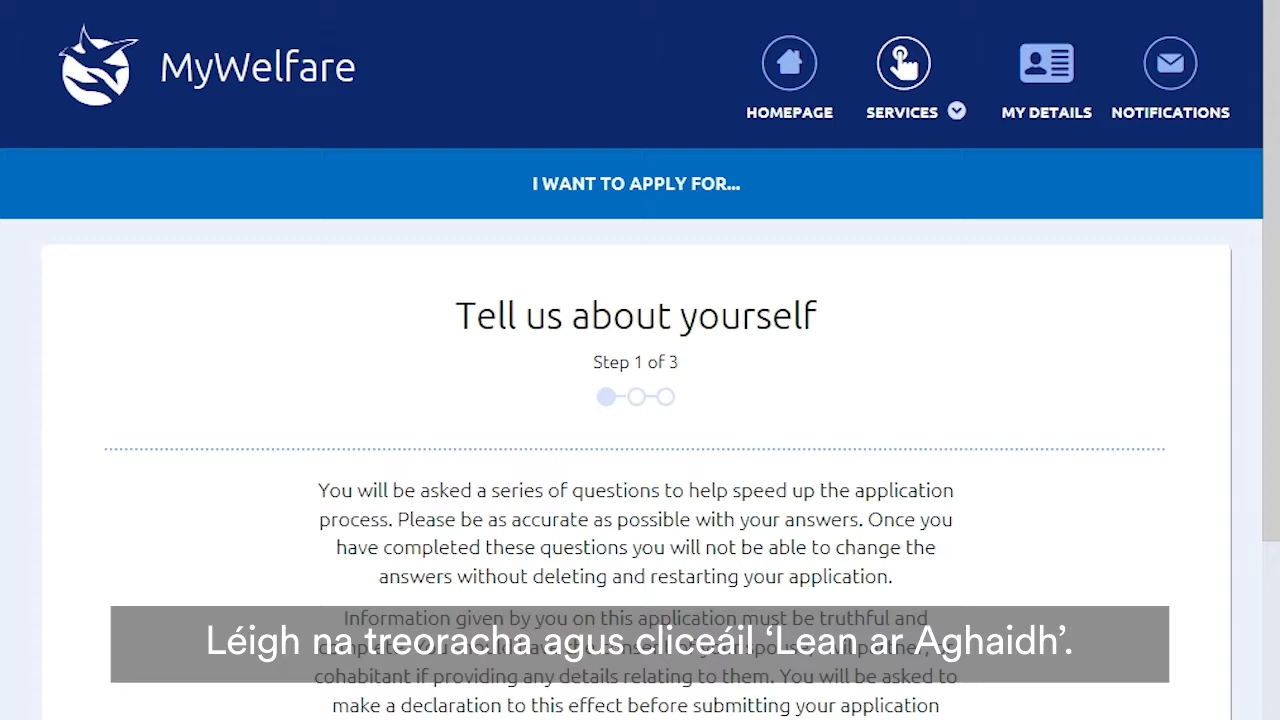 MyWelfare
HOMEPAGE
SERVICES
MY DETAILS
NOTIFICATIONS
I WANT TO APPLY FOR...
Tell us about yourself
Step 1 of 3
You will be asked a series of questions to help speed up the application
process. Please be as accurate as possible with your answers. Once you
have completed these questions you will not be able to change the
answers without deleting and restarting your application.
Information given by you on this application must be truthful and
Léigh na treoracha agus cliceáil ‘Lean ar Aghaidh’.
cohabitant if providing any details relating to them. You will be asked to
make a declaration to this effect before submitting your application